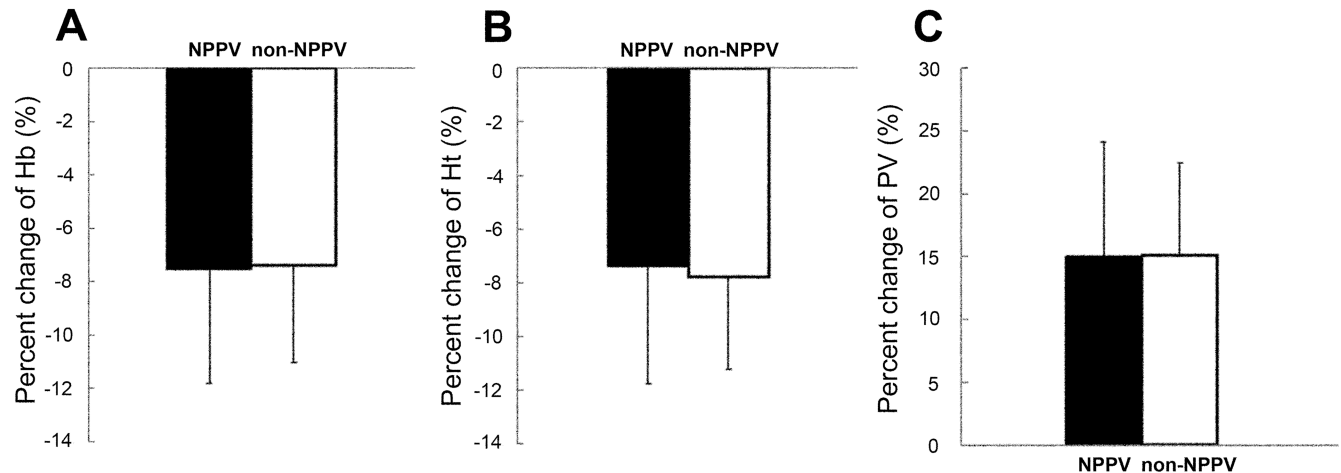 A
NPPV non-NPPV
Percent change of Hb (%)
0
-2
-4
-6
-8
-10
-12
-14
B
NPPV non-NPPV
Percent change of Ht (%)
0
-2
-4
-6
-8
-10
-12
-14
C
Percent change of PV (%)
30
25
20
15
10
5
0
NPPV non-NPPV